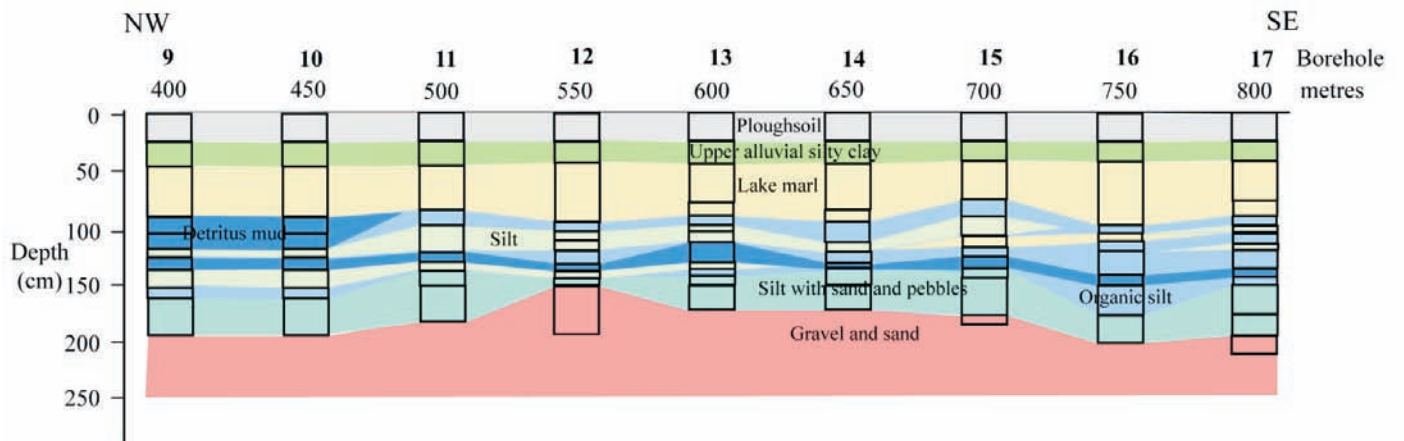 NW SE
9 10 11 12 13 14 15 16 17 Borehole
400 450 500 550 600 650 700 750 800 metres
0
Ploughsoil
Upper alluvial silty clay
50
Lake marl
100
Detritus mud
Silt
Depth
(cm)
150
Silt with sand and pebbles
Organic silt
200
Gravel and sand
250